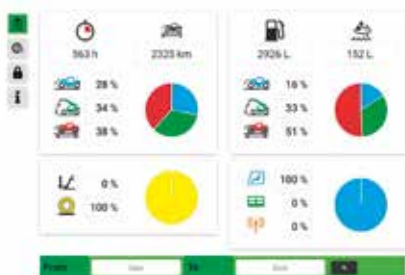 563 h
2325 km
28 %
34 %
38 %
0 %
100 %
2926 L
152 L
16 %
33 %
51 %
100 %
0 %
0 %
From
To